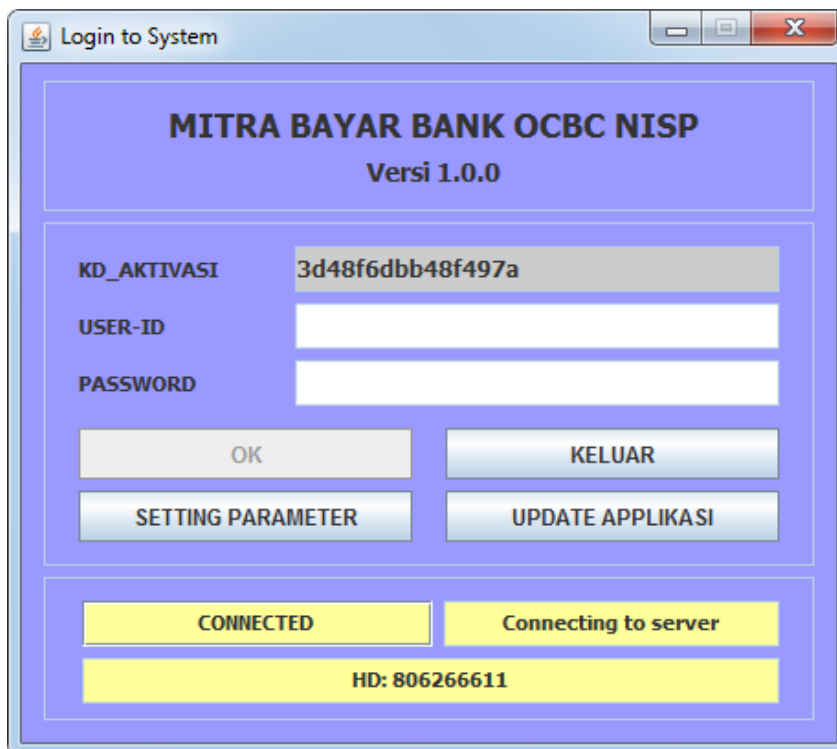 Login to System
MITRA BAYAR BANK OCBC NISP
Versi 1.0.0
KD_AKTIVASI 3d48f6dbb48f497a
USER-ID
PASSWORD
OK KELUAR
SETTING PARAMETER UPDATE APPLIKASI
CONNECTED Connecting to server
HD: 806266611